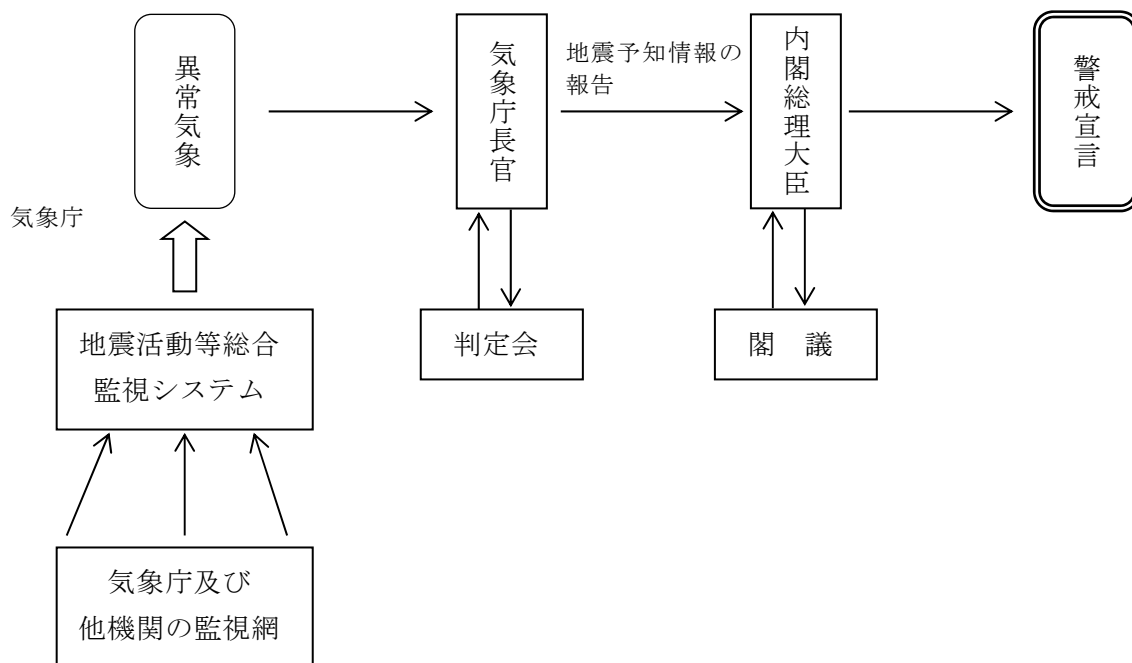 異常気象
気象庁長官
地震予知情報の
報告
内閣総理大臣
警戒宣言
気象庁
地震活動等総合
監視システム
判定会
閣　議
気象庁及び
他機関の監視網